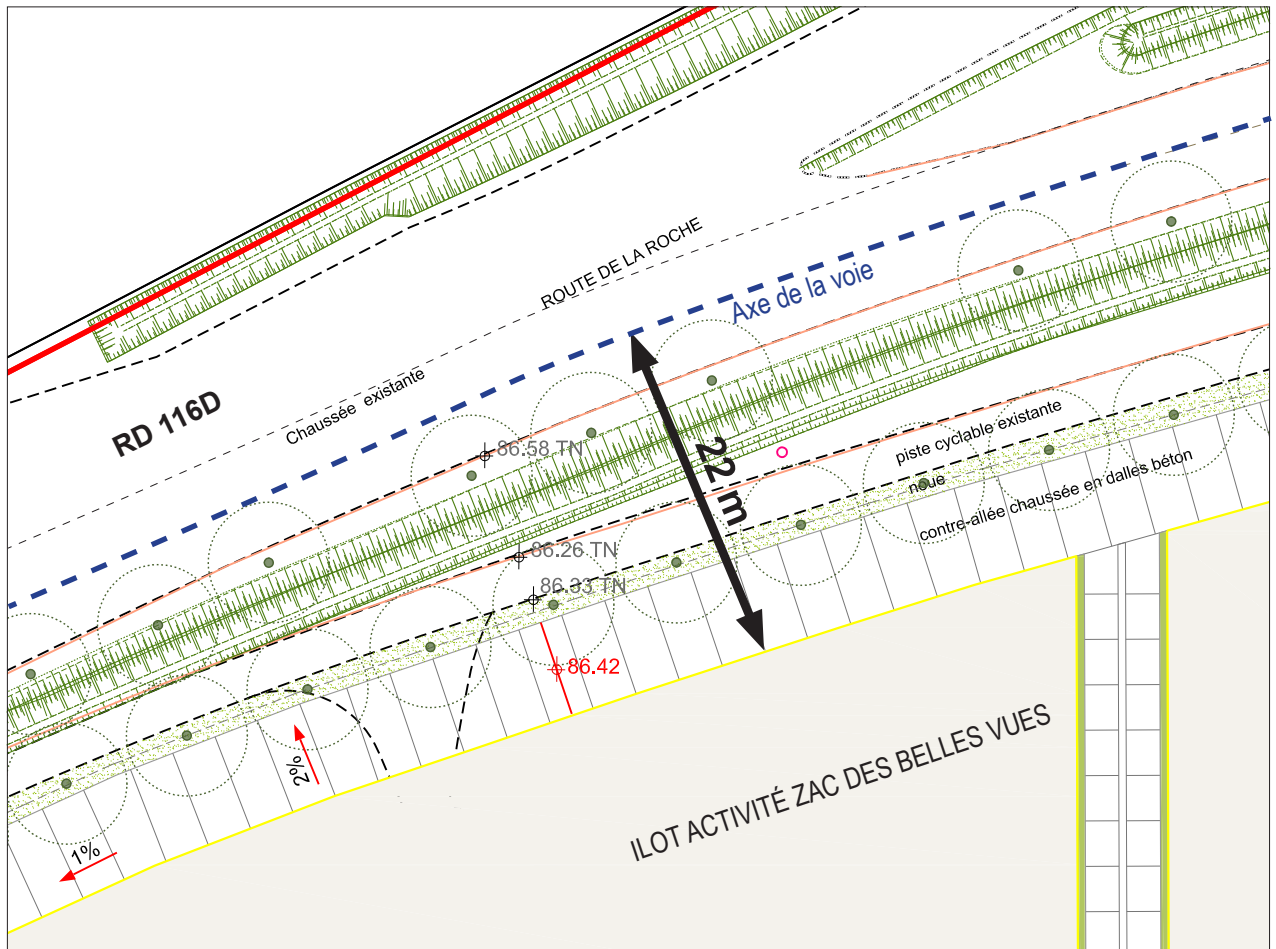 ROUTE DE LA ROCHE
Axe de la voie
Chaussée existante
RD 116D
86.58 TN
22 m
piste cyclable existante
noue
contre-allée chaussée en dalles béton
86.26 TN
86.33 TN
86.42
2%
1%
ILOT ACTIVITÉ ZAC DES BELLES VUES